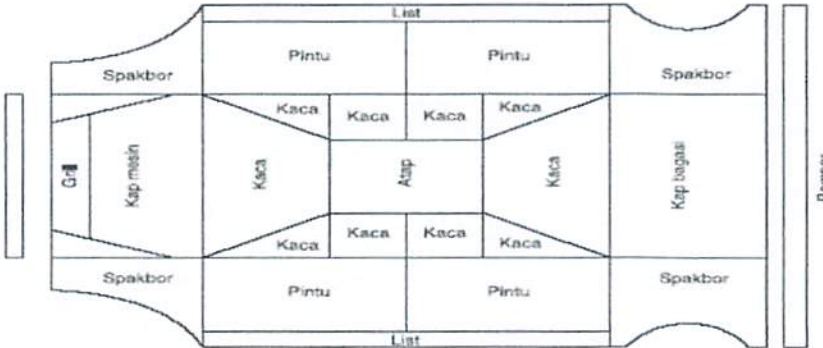 List
Pintu
Pintu
Spakbor
Spakbor
Kaca
Kaca
Kaca
Kaca
Grill
Kap mesin
Kaca
Atap
Kaca
Kap bagasi
Bemper
Kaca
Kaca
Kaca
Kaca
Spakbor
Spakbor
Pintu
Pintu
List